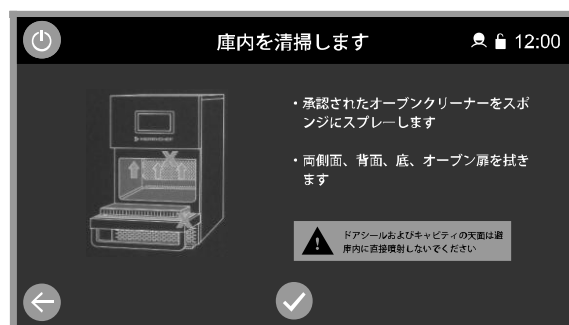 庫内を清掃します
12:00
・承認されたオーブンクリーナーをスポ
ンジにスプレーします
・両側面、背面、底、オーブン扉を拭き
ます
ドアシールおよびキャビティの天面は避
庫内に直接噴射しないでください